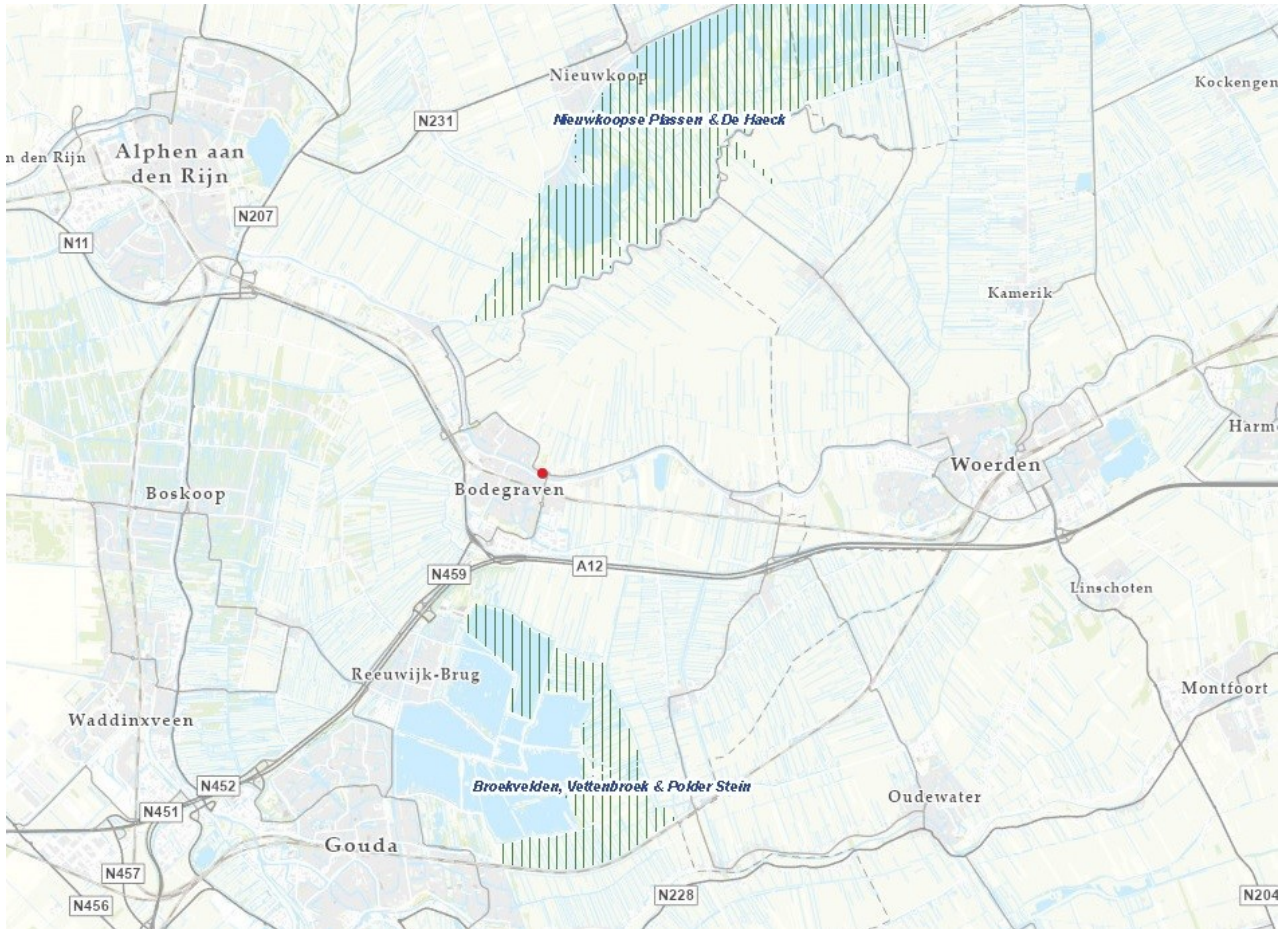 Nieuwkoop
Kockengen
N231
Nieuwkoopse Plassen & De Haeck
n den Rijn
Alphen aan
den Rijn
N207
N11
Kamerik
Harm
Woerden
Bodegraven
Boskoop
N459
A12
Linschoten
Reeuwijk-Brug
Montfoort
Waddinxveen
N452
Broekvelden, Vettenbroek & Polder Stein
Oudewater
N451
Gouda
N457
N228
N204
N456